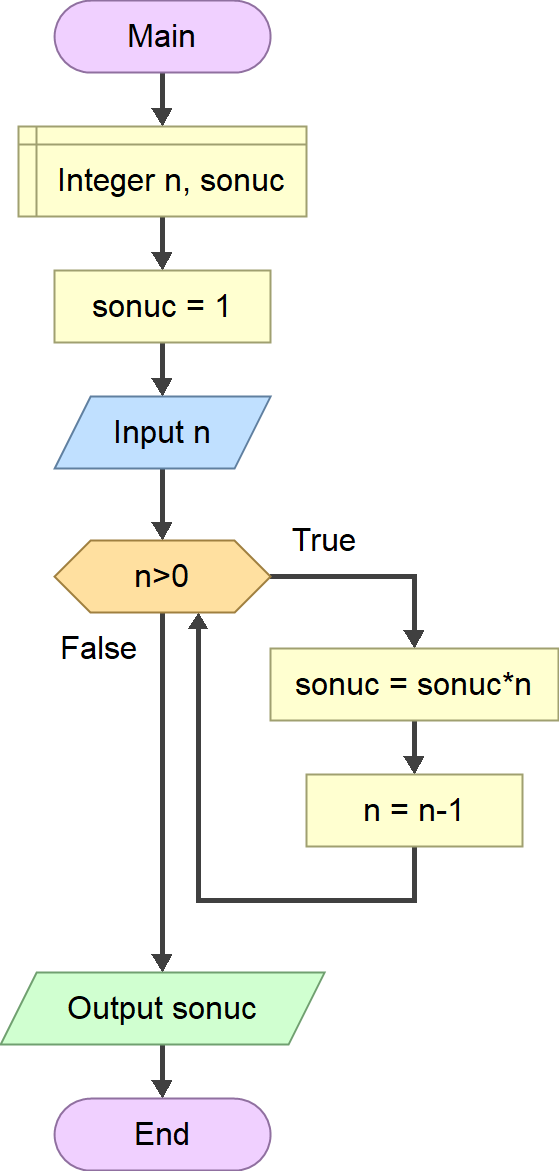 Main
Integer n, sonuc
sonuc = 1
Input n
n>0
True
False
sonuc = sonuc*n
n = n-1
Output sonuc
End